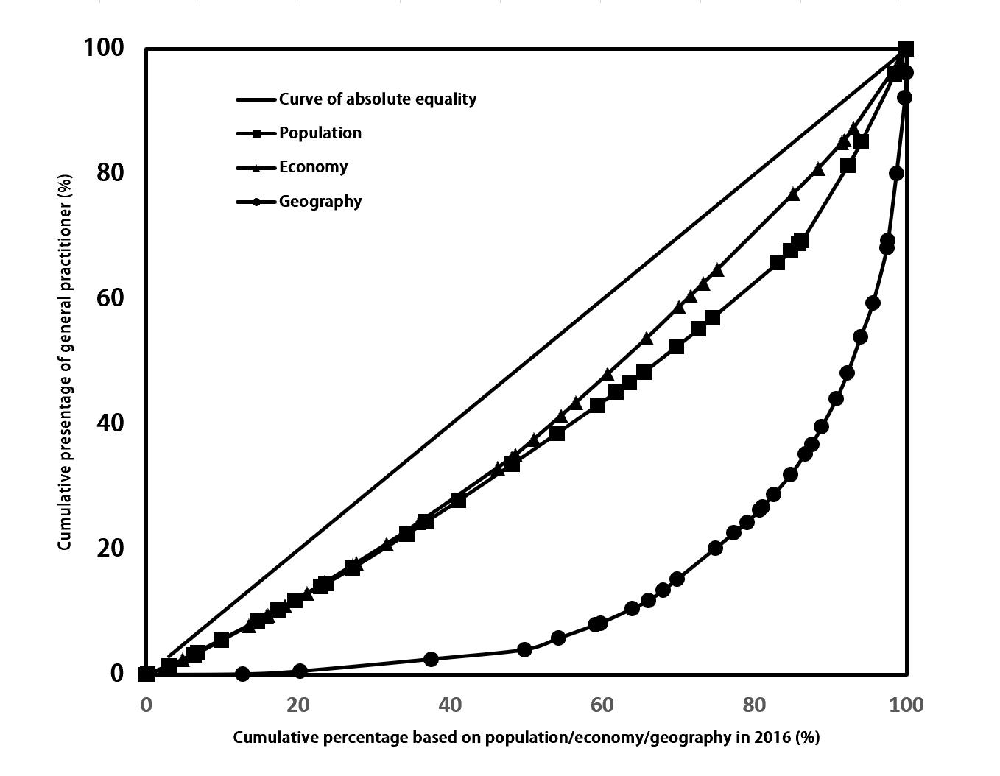 100
80
60
40
20
0
Curve of absolute equality
Population
Economy
Geography
Cumulative presentage of general practitioner (%)
0 20 40 60 80 100
Cumulative percentage based on population/economy/geography in 2016 (%)